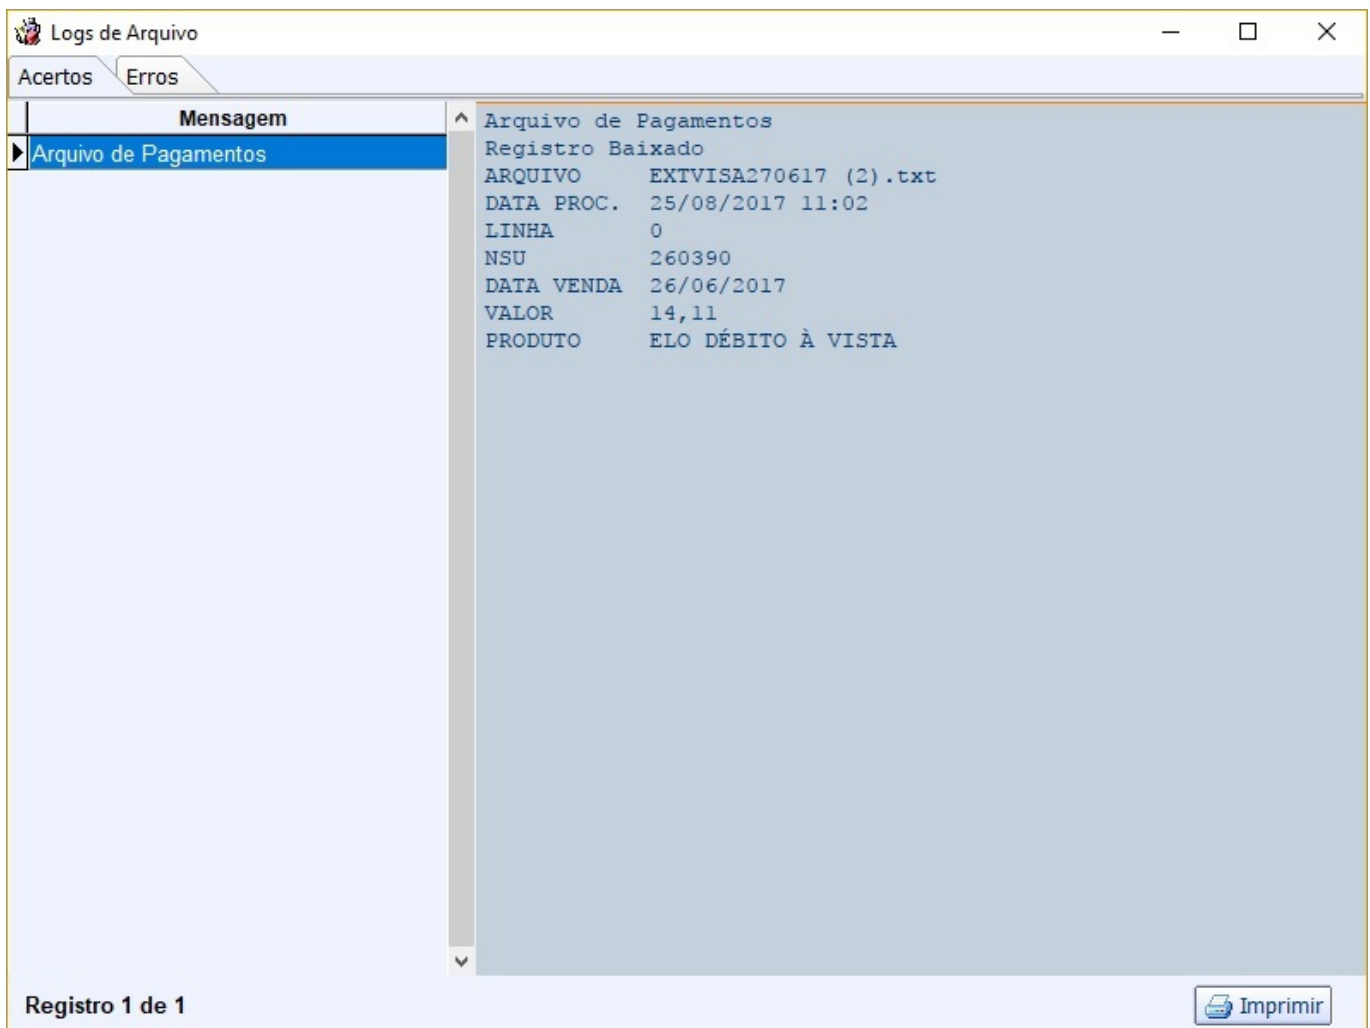 Logs de Arquivo
Acertos
Erros
Mensagem
Arquivo de Pagamentos
Arquivo de Pagamentos
Registro Baixado
ARQUIVO EXTVISA270617 (2).txt
DATA PROC. 25/08/2017 11:02
LINHA 0
NSU 260390
DATA VENDA 26/06/2017
VALOR 14,11
PRODUTO ELO DÉBITO À VISTA
Registro 1 de 1
Imprimir